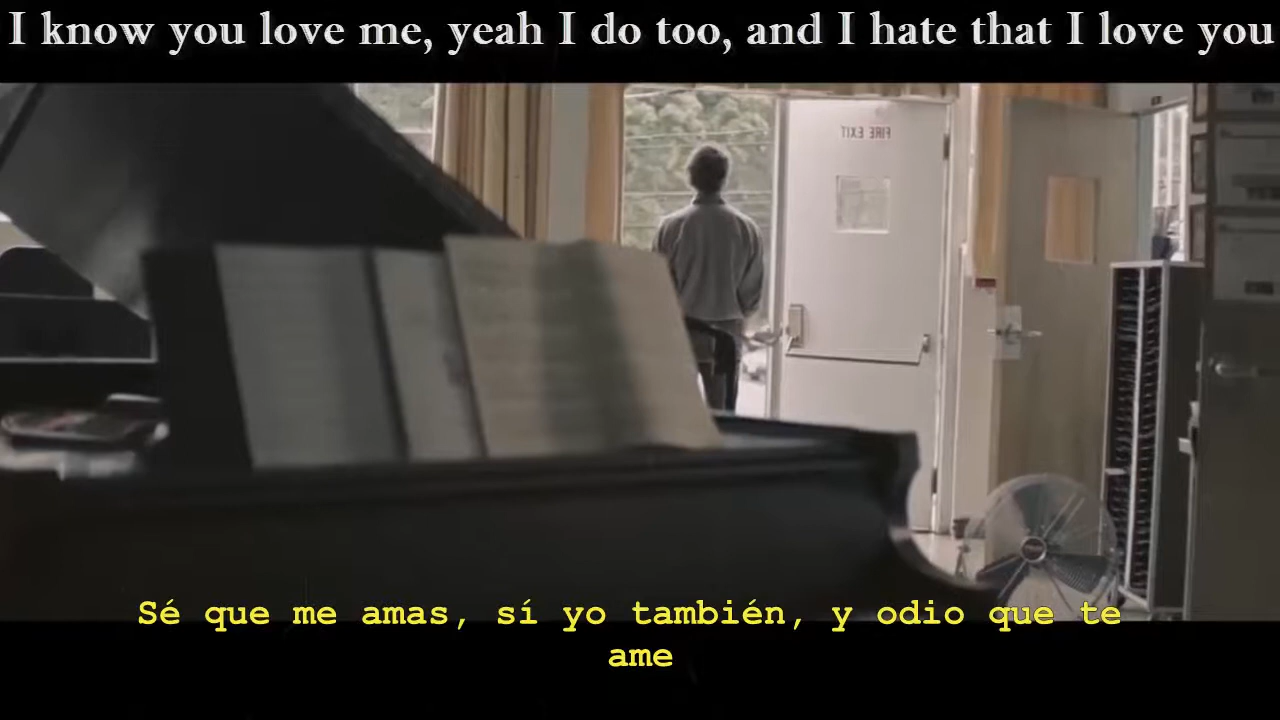 I know you love me, yeah I do too, and I hate that I love you
FIRE EXIT
Sé que me amas, sí yo también, y odio que te
ame